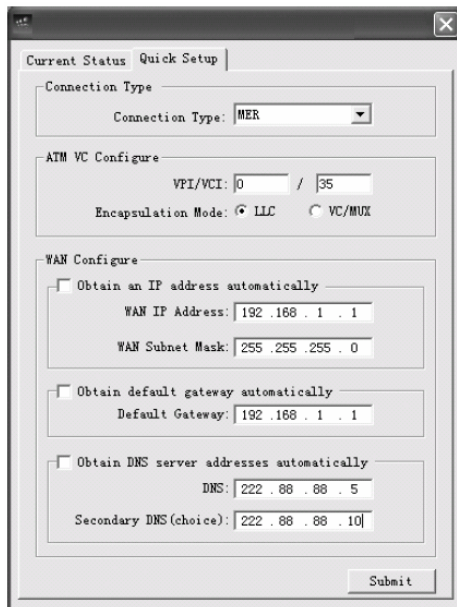 Current Status Quick Setup
Connection Type
Connection Type: MER
ATM VC Configure
VPI/VCI: 0 / 35
Encapsulation Mode: LLC VC/MUX
WAN Configure
Obtain an IP address automatically
WAN IP Address: 192 .168 . 1 . 1
WAN Subnet Mask: 255 .255 .255 . 0
Obtain default gateway automatically
Default Gateway: 192 .168 . 1 . 1
Obtain DNS server addresses automatically
DNS: 222 . 88 . 88 . 5
Secondary DNS(choice): 222 . 88 . 88 . 10
Submit